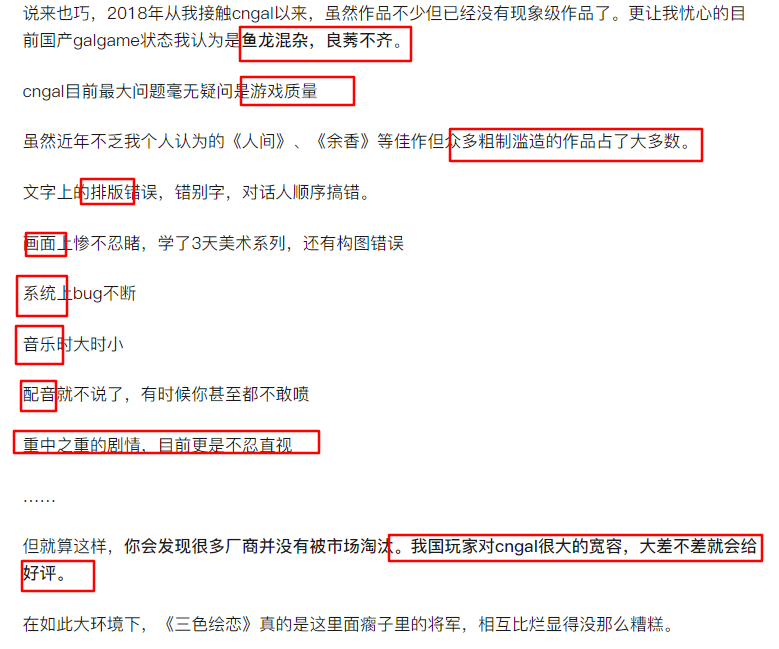 说来也巧，2018年从我接触cngal以来，虽然作品不少但已经没有现象级作品了。更让我忧心的目
前国产galgame状态我认为是鱼龙混杂，良莠不齐。
cngal目前最大问题毫无疑问是游戏质量
虽然近年不乏我个人认为的《人间》、《余香》等佳作但众多粗制滥造的作品占了大多数。
文字上的排版错误，错别字，对话人顺序搞错。
画面上惨不忍睹，学了3天美术系列，还有构图错误
系统上bug不断
音乐时大时小
配音就不说了，有时候你甚至都不敢喷
重中之重的剧情，目前更是不忍直视
……
但就算这样，你会发现很多厂商并没有被市场淘汰。我国玩家对cngal很大的宽容，大差不差就会给
好评。
在如此大环境下，《三色绘恋》真的是这里面瘸子里的将军，相互比烂显得没那么糟糕。